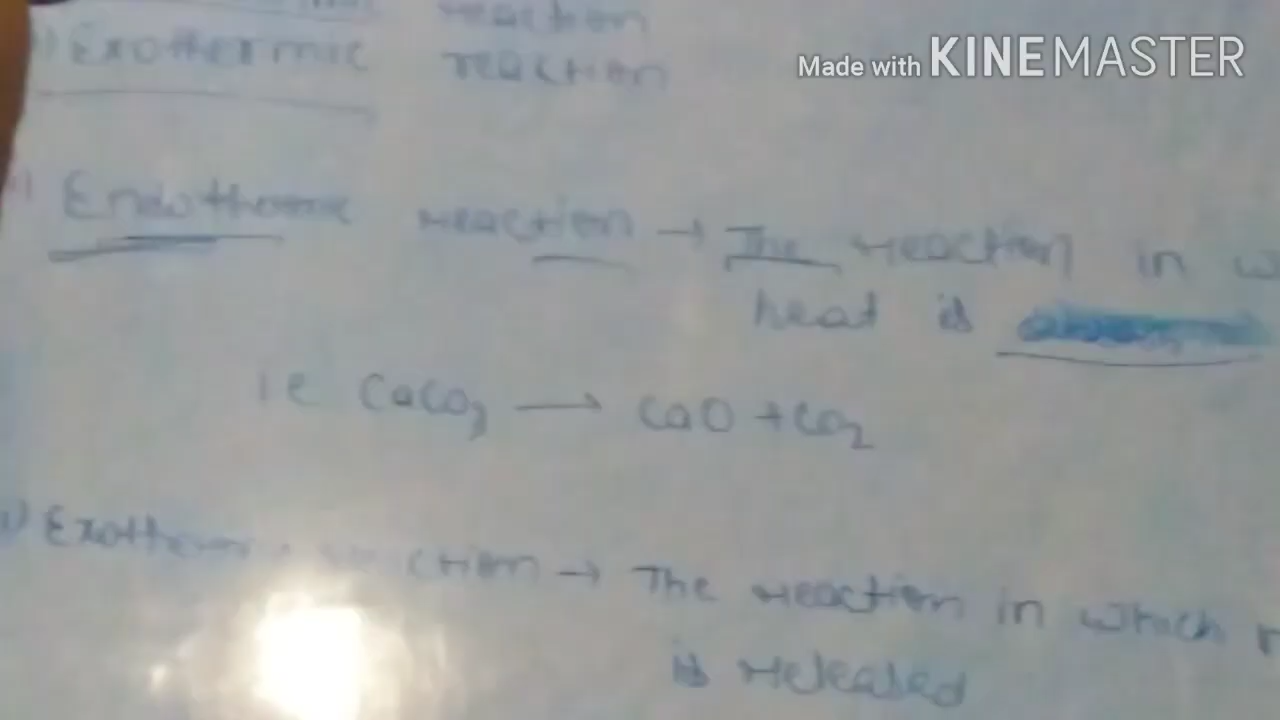 reaction
Made with KINEMASTER
Exothermic reaction
Endothermic reaction → The reaction in
heat is
i.e CaCO3 → CaO + CO2
Exothermic reaction → The reaction in which
is released